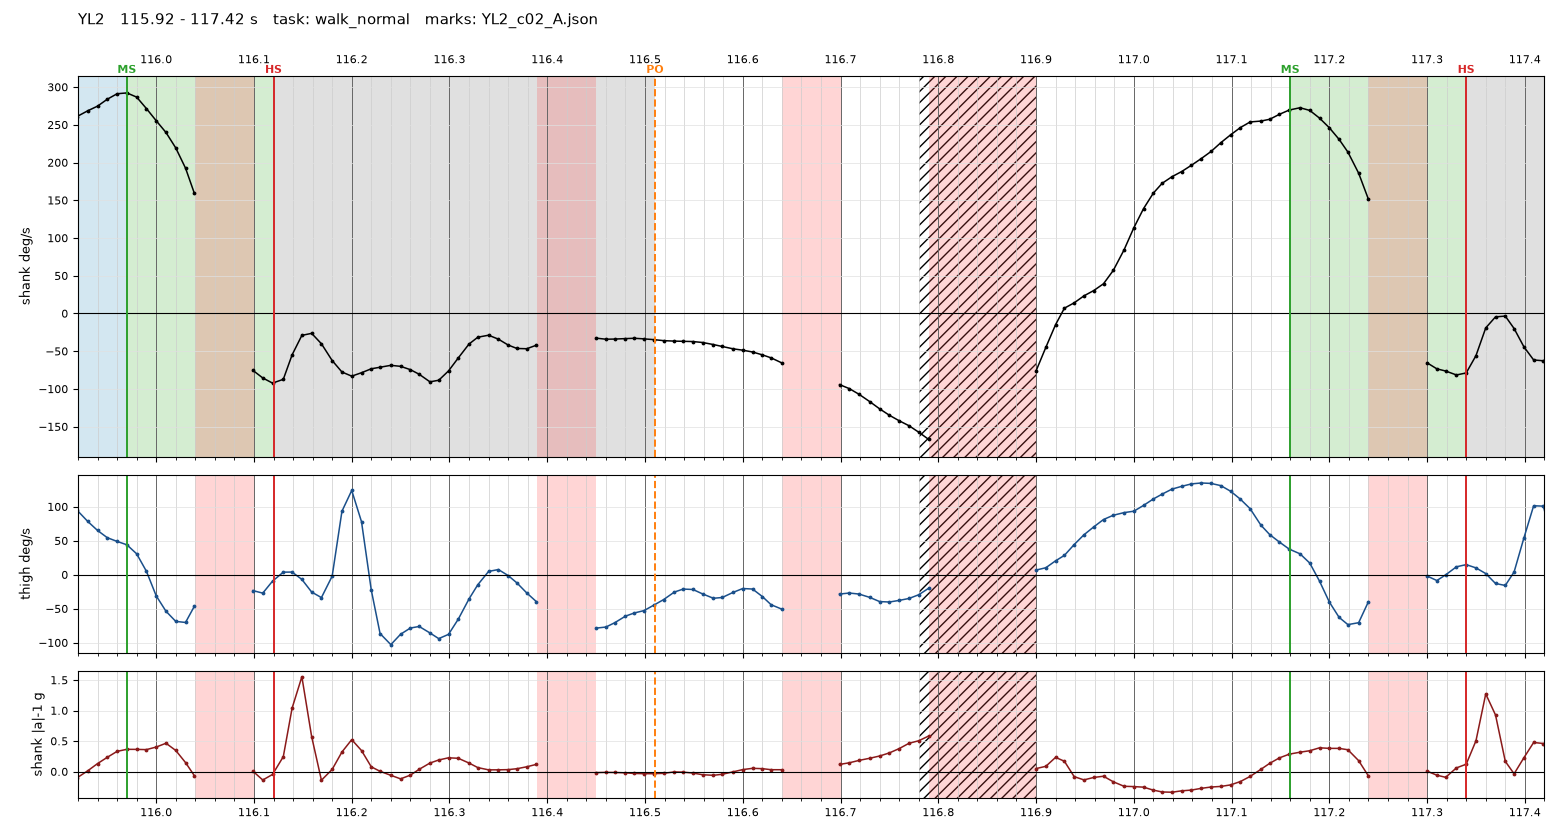 YL2   115.92 - 117.42 s   task: walk_normal   marks: YL2_c02_A.json
116.0 116.1 116.2 116.3 116.4 116.5 116.6 116.7 116.8 116.9 117.0 117.1 117.2 117.3 117.4
MS HS PO MS HS
300
250
200
150
100
50
0
−50
−100
−150
shank deg/s
100
50
0
−50
−100
thigh deg/s
1.5
1.0
0.5
0.0
shank |a|-1 g
116.0 116.1 116.2 116.3 116.4 116.5 116.6 116.7 116.8 116.9 117.0 117.1 117.2 117.3 117.4